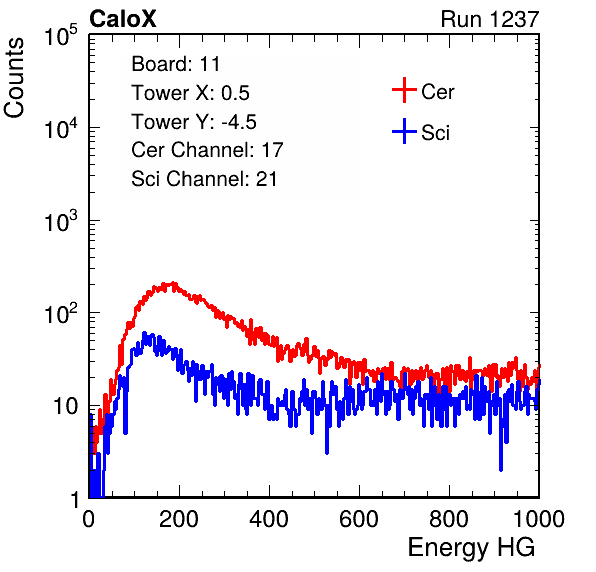 CaloX Run 1237
Counts
10^5
10^4
10^3
10^2
10
1
Board: 11
Tower X: 0.5
Tower Y: -4.5
Cer Channel: 17
Sci Channel: 21
Cer
Sci
0 200 400 600 800 1000
Energy HG